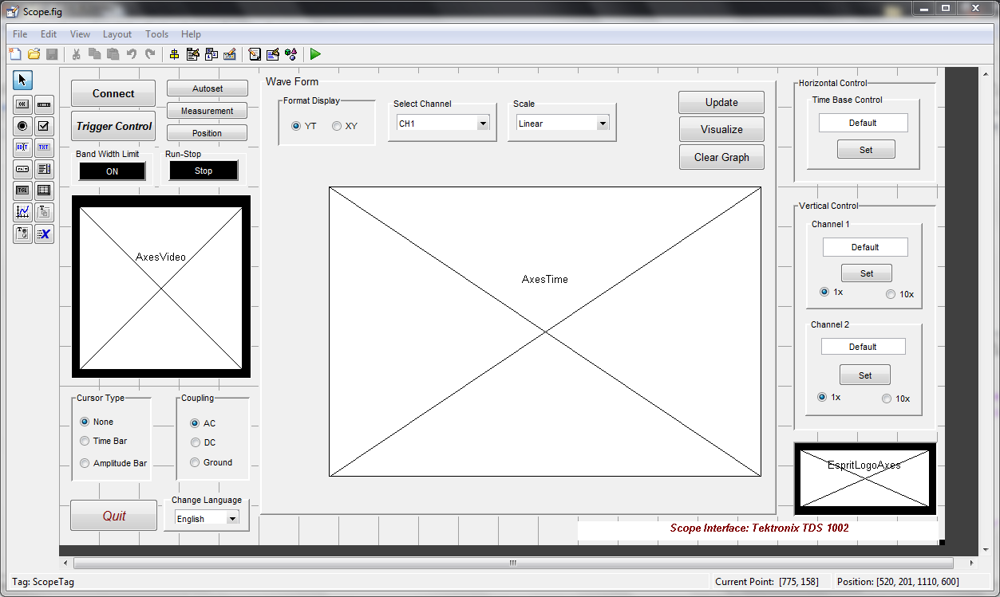 Scope.fig
File Edit View Layout Tools Help
Connect
Autoset
Trigger Control
Measurement
Position
Band Width Limit
ON
Run-Stop
Stop
AxesVideo
Cursor Type
None
Time Bar
Amplitude Bar
Coupling
AC
DC
Ground
Quit
Change Language
English
Wave Form
Format Display
YT XY
Select Channel
CH1
Scale
Linear
Update
Visualize
Clear Graph
AxesTime
Horizontal Control
Time Base Control
Default
Set
Vertical Control
Channel 1
Default
Set
1x 10x
Channel 2
Default
Set
1x 10x
EspritLogoAxes
Scope Interface: Tektronix TDS 1002
Tag: ScopeTag
Current Point: [775, 158]
Position: [520, 201, 1110, 600]